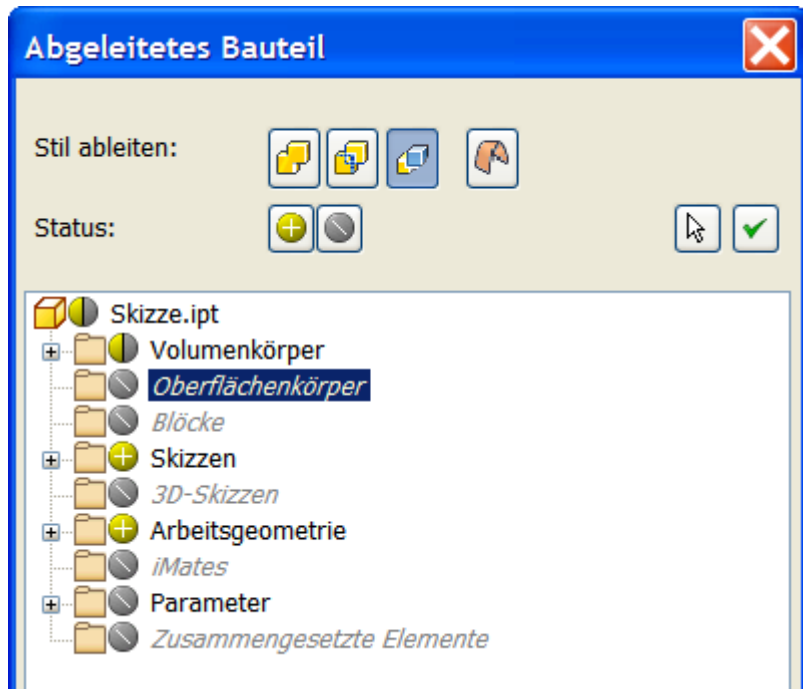 Abgeleitetes Bauteil
Stil ableiten:
Status:
Skizze.ipt
Volumenkörper
Oberflächenkörper
Blöcke
Skizzen
3D-Skizzen
Arbeitsgeometrie
iMates
Parameter
Zusammengesetzte Elemente